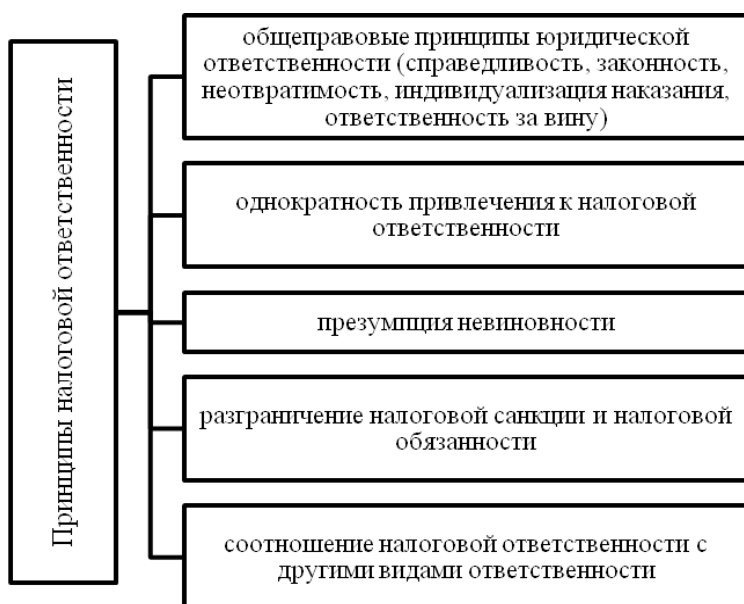 Принципы налоговой ответственности
общеправовые принципы юридической
ответственности (справедливость, законность,
неотвратимость, индивидуализация наказания,
ответственность за вину)
однократность привлечения к налоговой
ответственности
презумпция невиновности
разграничение налоговой санкции и налоговой
обязанности
соотношение налоговой ответственности с
другими видами ответственности